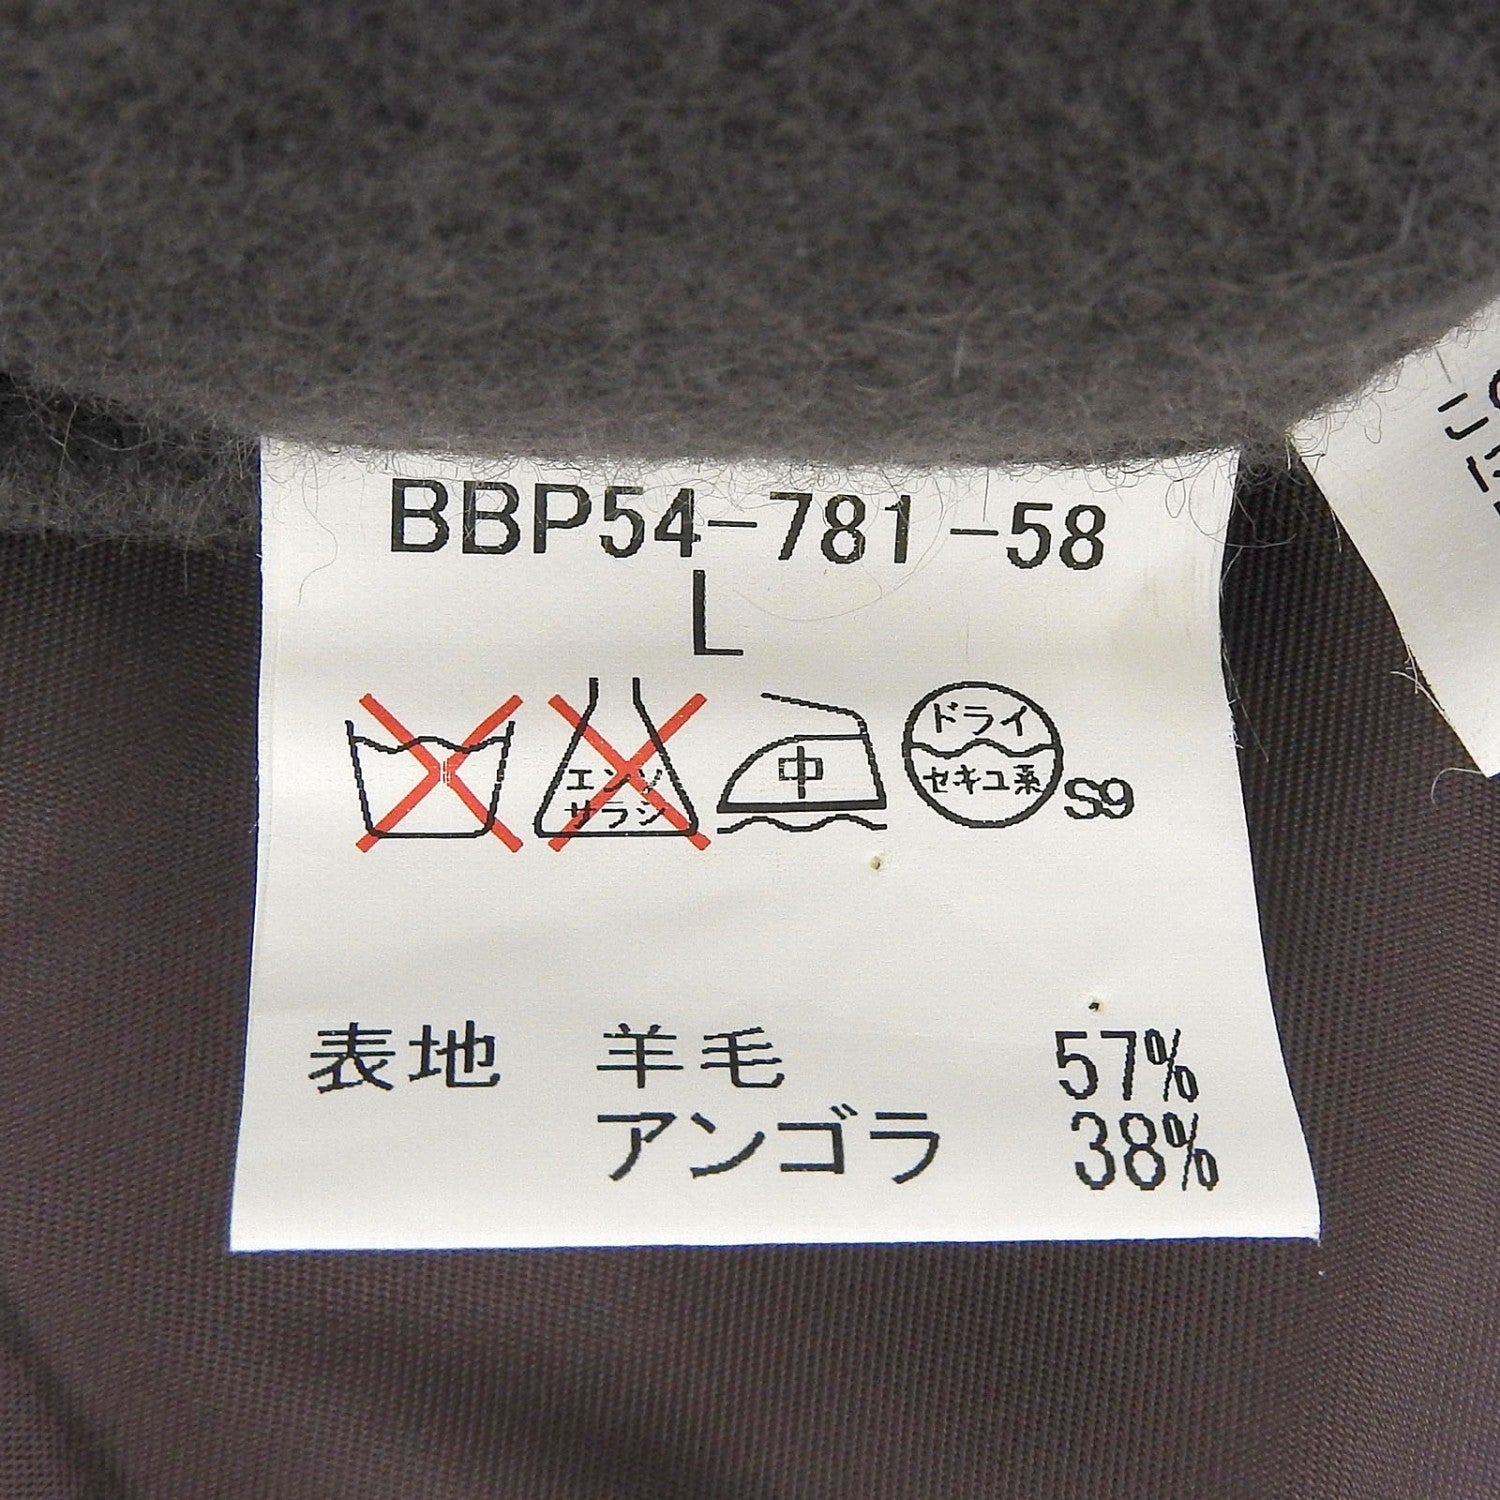 BBP54-781-58
L
エンソ
サラシ
中
ドライ
セキユ系
S9
表地 羊毛 57%
アンゴラ 38%